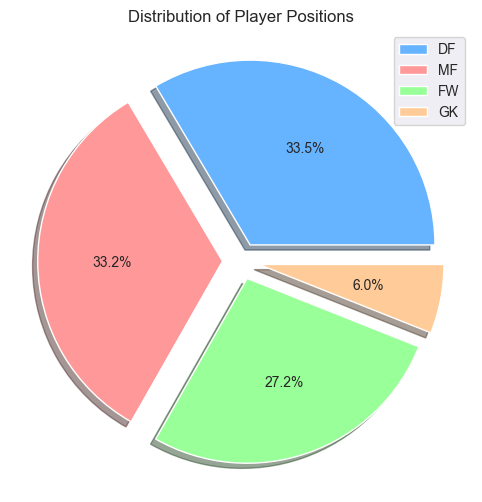 Distribution of Player Positions
DF
MF
FW
GK
33.5%
33.2%
6.0%
27.2%